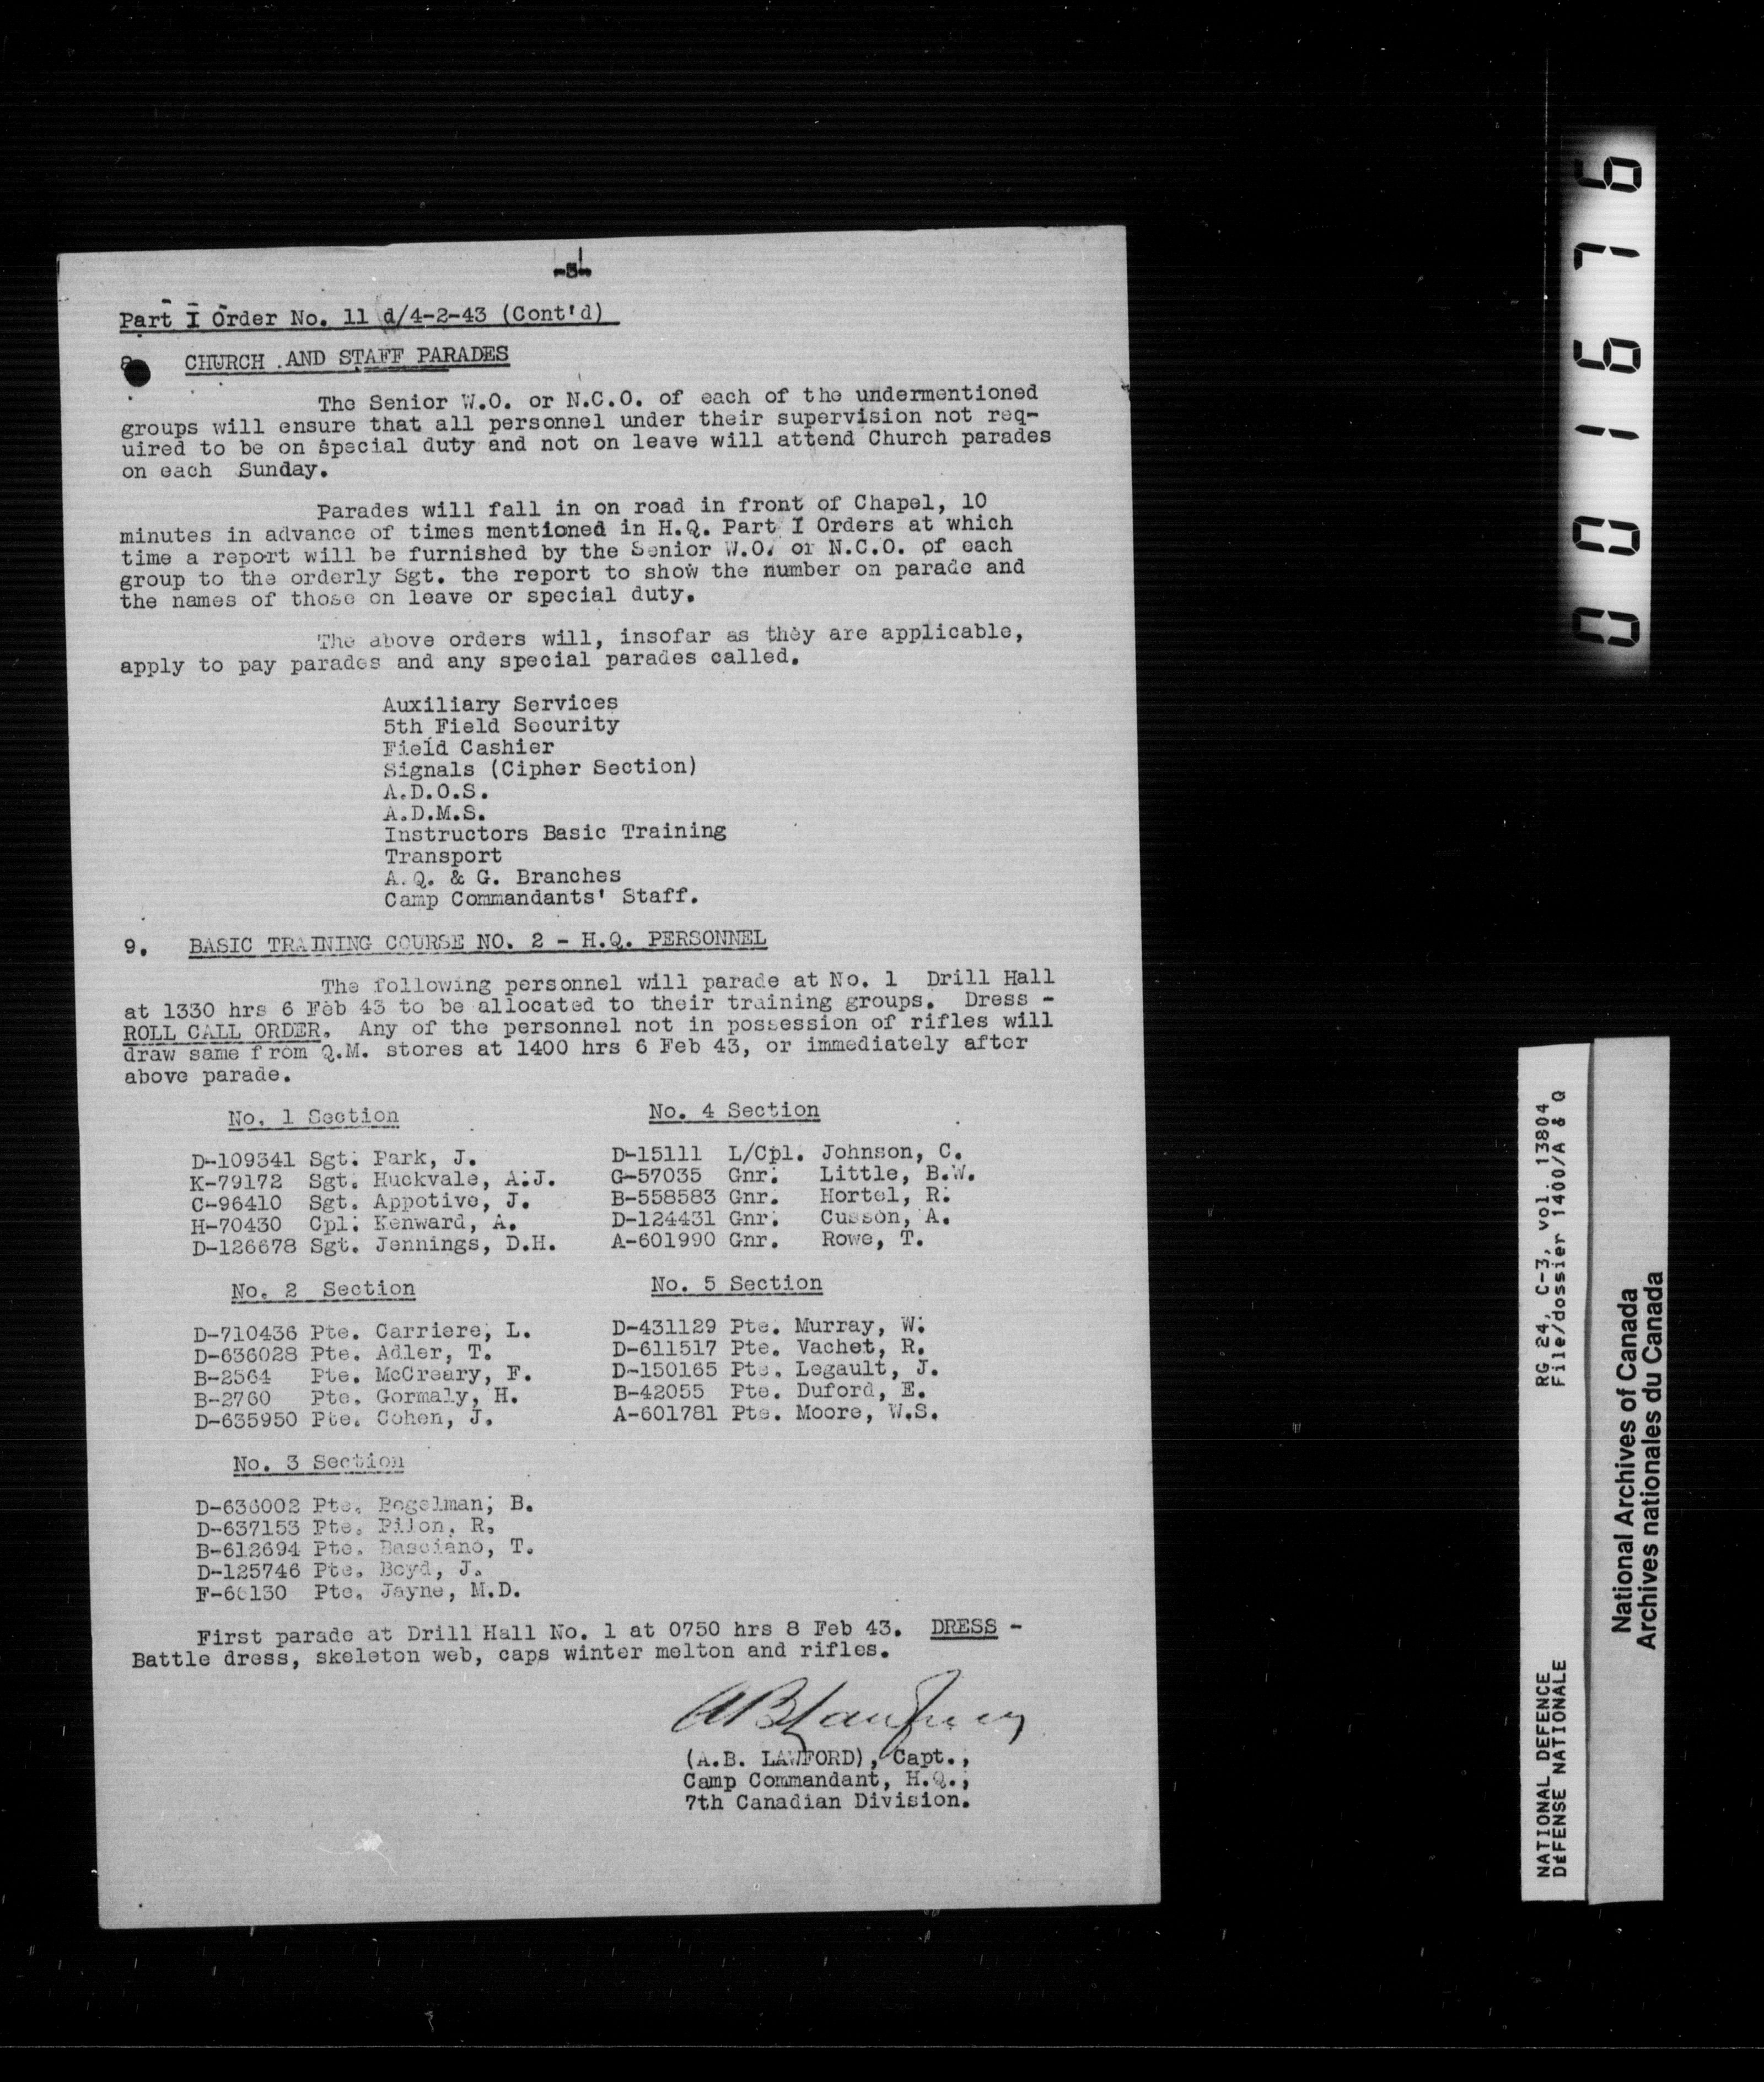 -3-
Part I Order No. 11 d/4-2-43 (Cont'd)
8. CHURCH AND STAFF PARADES
The Senior W.O. or N.C.O. of each of the undermentioned
groups will ensure that all personnel under their supervision not req-
uired to be on special duty and not on leave will attend Church parades
on each Sunday.
Parades will fall in on road in front of Chapel, 10
minutes in advance of times mentioned in H.Q. Part I Orders at which
time a report will be furnished by the Senior W.O. or N.C.O. of each
group to the orderly Sgt. the report to show the number on parade and
the names of those on leave or special duty.
The above orders will, insofar as they are applicable,
apply to pay parades and any special parades called.
Auxiliary Services
5th Field Security
Field Cashier
Signals (Cipher Section)
A.D.O.S.
A.D.M.S.
Instructors Basic Training
Transport
A.Q. & G. Branches
Camp Commandants' Staff.
9. BASIC TRAINING COURSE NO. 2 - H.Q. PERSONNEL
The following personnel will parade at No. 1 Drill Hall
at 1330 hrs 6 Feb 43 to be allocated to their training groups. Dress -
ROLL CALL ORDER. Any of the personnel not in possession of rifles will
draw same from Q.M. stores at 1400 hrs 6 Feb 43, or immediately after
above parade.
No. 1 Section
D-109341 Sgt. Park, J.
K-79172 Sgt. Huckvale, A.J.
C-96410 Sgt. Appotive, J.
H-70430 Cpl. Kenward, A.
D-126678 Sgt. Jennings, D.H.
No. 2 Section
D-710436 Pte. Carriere, L.
D-636028 Pte. Adler, T.
B-2564 Pte. McCreary, F.
B-2760 Pte. Gormaly, H.
D-635950 Pte. Cohen, J.
No. 3 Section
D-636002 Pte. Bogelman, B.
D-637153 Pte. Pilon, R.
B-612694 Pte. Basciano, T.
D-125746 Pte. Boyd, J.
F-66130 Pte. Jayne, M.D.
No. 4 Section
D-15111 L/Cpl. Johnson, C.
G-57035 Gnr. Little, B.W.
B-558583 Gnr. Hortel, R.
D-124431 Gnr. Cusson, A.
A-601990 Gnr. Rowe, T.
No. 5 Section
D-431129 Pte. Murray, W.
D-611517 Pte. Vachet, R.
D-150165 Pte. Legault, J.
B-42055 Pte. Duford, E.
A-601781 Pte. Moore, W.S.
First parade at Drill Hall No. 1 at 0750 hrs 8 Feb 43. DRESS -
Battle dress, skeleton web, caps winter melton and rifles.
AB Lawford
(A.B. LAWFORD), Capt.,
Camp Commandant, H.Q.,
7th Canadian Division.
001676
RG 24, C-3, vol. 13804
File/dossier 1400/A & Q
NATIONAL DEFENCE
DÉFENSE NATIONALE
National Archives of Canada
Archives nationales du Canada